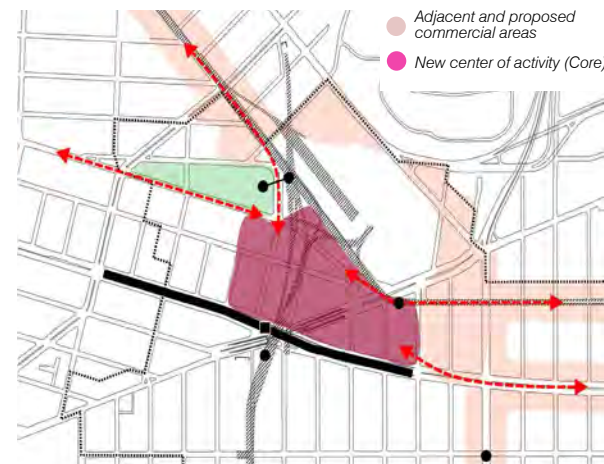 Adjacent and proposed
commercial areas
New center of activity (Core)